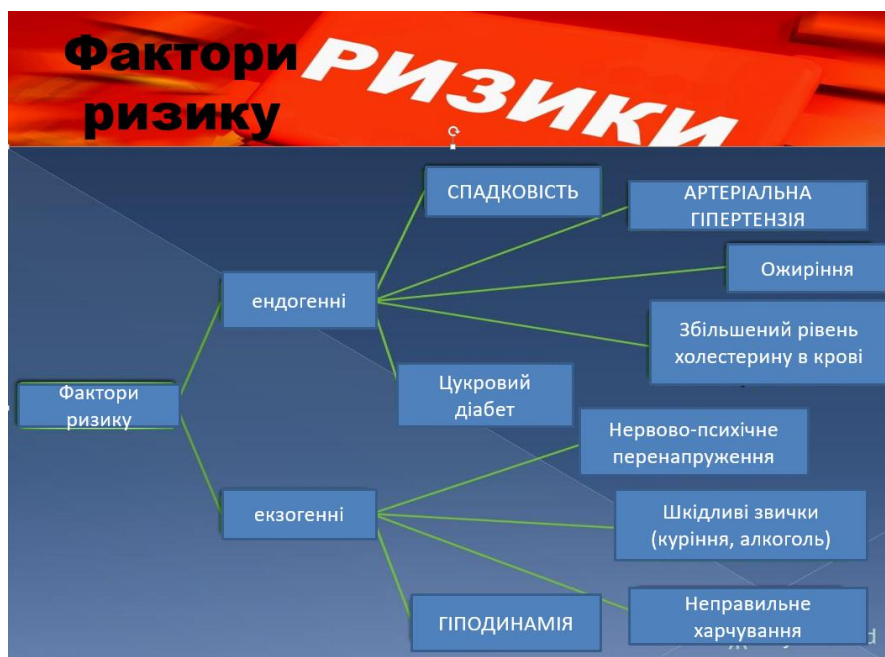 Фактори
ризику
РИЗИКИ
СПАДКОВІСТЬ
АРТЕРІАЛЬНА
ГІПЕРТЕНЗІЯ
Ожиріння
ендогенні
Збільшений рівень
холестерину в крові
Цукровий
діабет
Фактори
ризику
Нервово-психічне
перенапруження
екзогенні
Шкідливі звички
(куріння, алкоголь)
ГІПОДИНАМІЯ
Неправильне
харчування